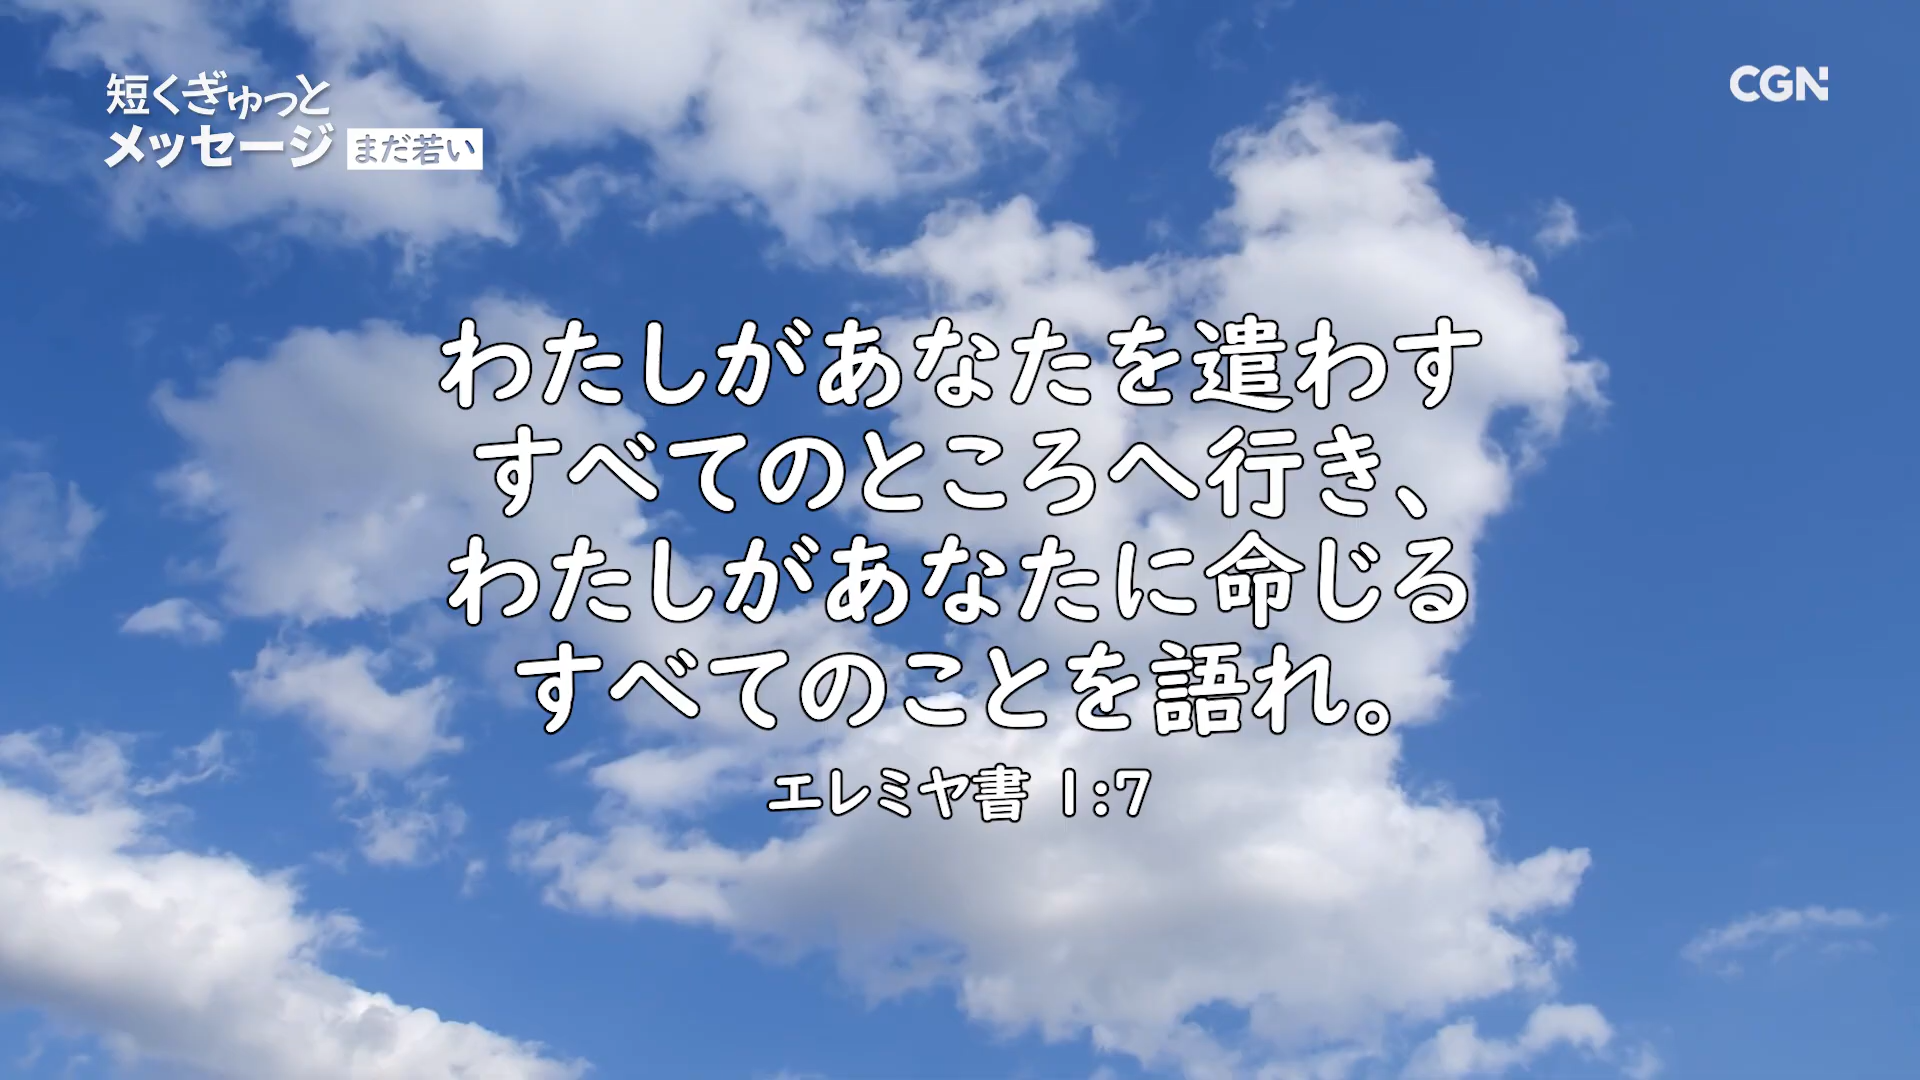 短くぎゅっと
メッセージ まだ若い
CGN
わたしがあなたを遣わす
すべてのところへ行き、
わたしがあなたに命じる
すべてのことを語れ。
エレミヤ書 1:7